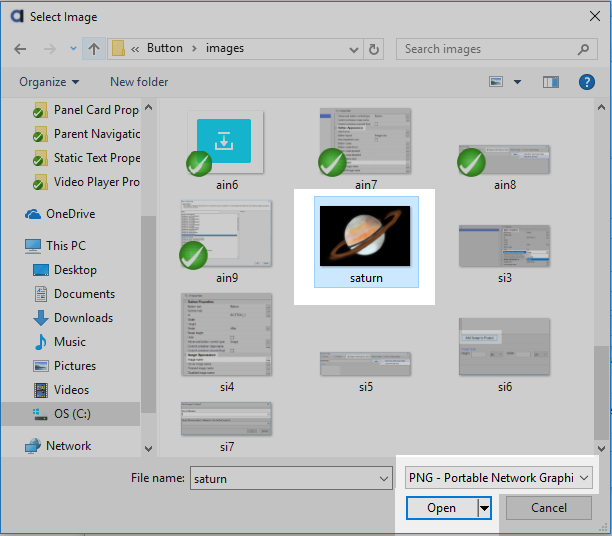 Select Image
« Button › images
Search images
Organize
New folder
Panel Card Prop
Parent Navigatic
Static Text Prope
Video Player Pro
OneDrive
This PC
Desktop
Documents
Downloads
Music
Pictures
Videos
OS (C:)
Network
ain6
ain7
ain8
ain9
saturn
si3
si4
si5
si6
si7
File name:
saturn
PNG - Portable Network Graphi
Open
Cancel